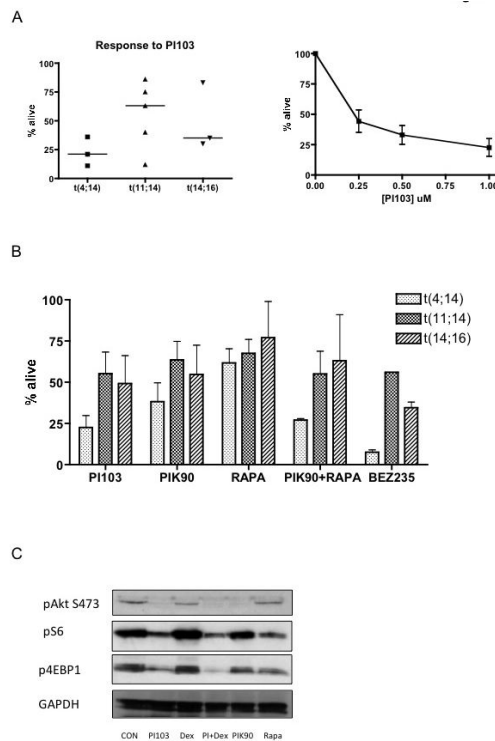 A
Response to PI103
100
75
50
25
0
% alive
t(4;14)
t(11;14)
t(14;16)
100
75
50
25
0
% alive
0.00
0.25
0.50
0.75
1.00
[PI103] uM
B
100
75
50
25
0
% alive
t(4;14)
t(11;14)
t(14;16)
PI103
PIK90
RAPA
PIK90+RAPA
BEZ235
C
pAkt S473
pS6
p4EBP1
GAPDH
CON PI103 Dex PI+Dex PIK90 Rapa